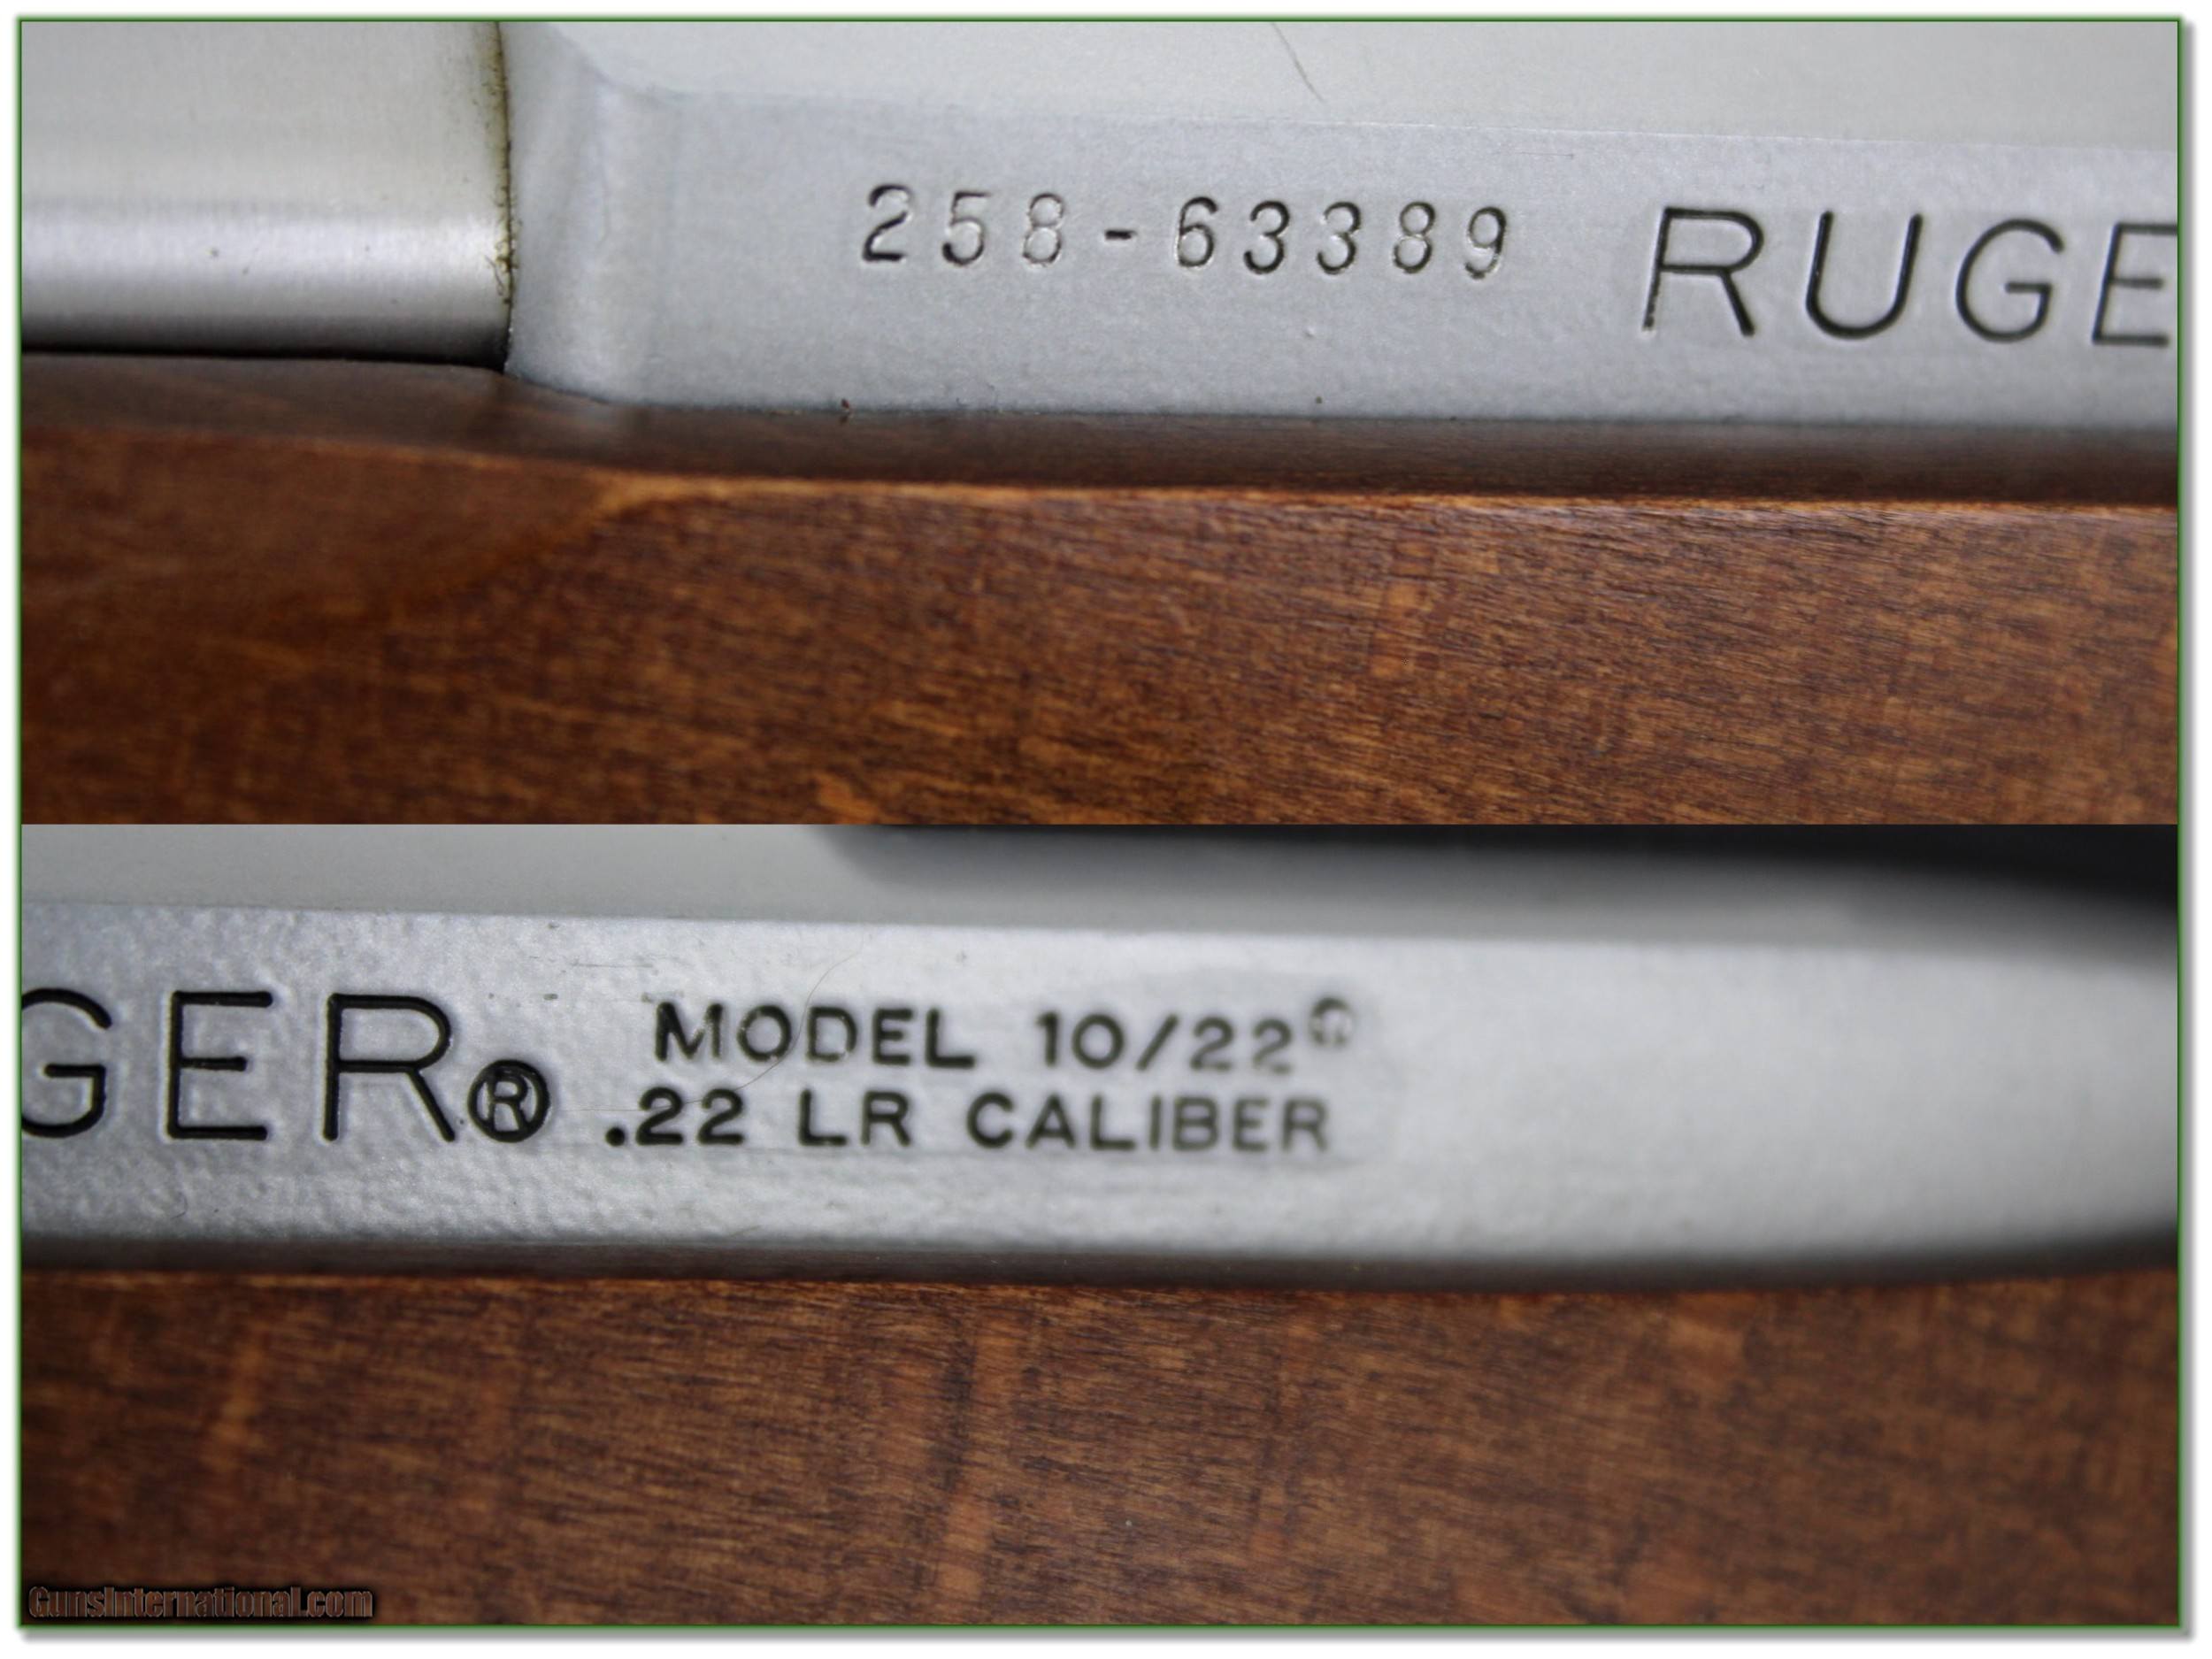 258-63389 RUGE
GER® MODEL 10/22®
.22 LR CALIBER
GunsInternational.com